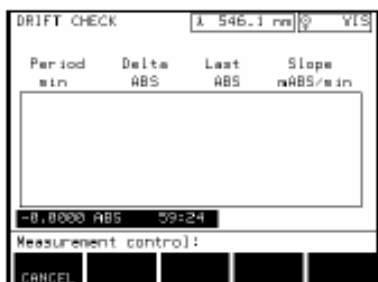 DRIFT CHECK λ 546.1 nm VIS
Period Delta Last Slope
min ABS ABS mABS/min
-0.0000 ABS 59:24
Measurement control:
CANCEL